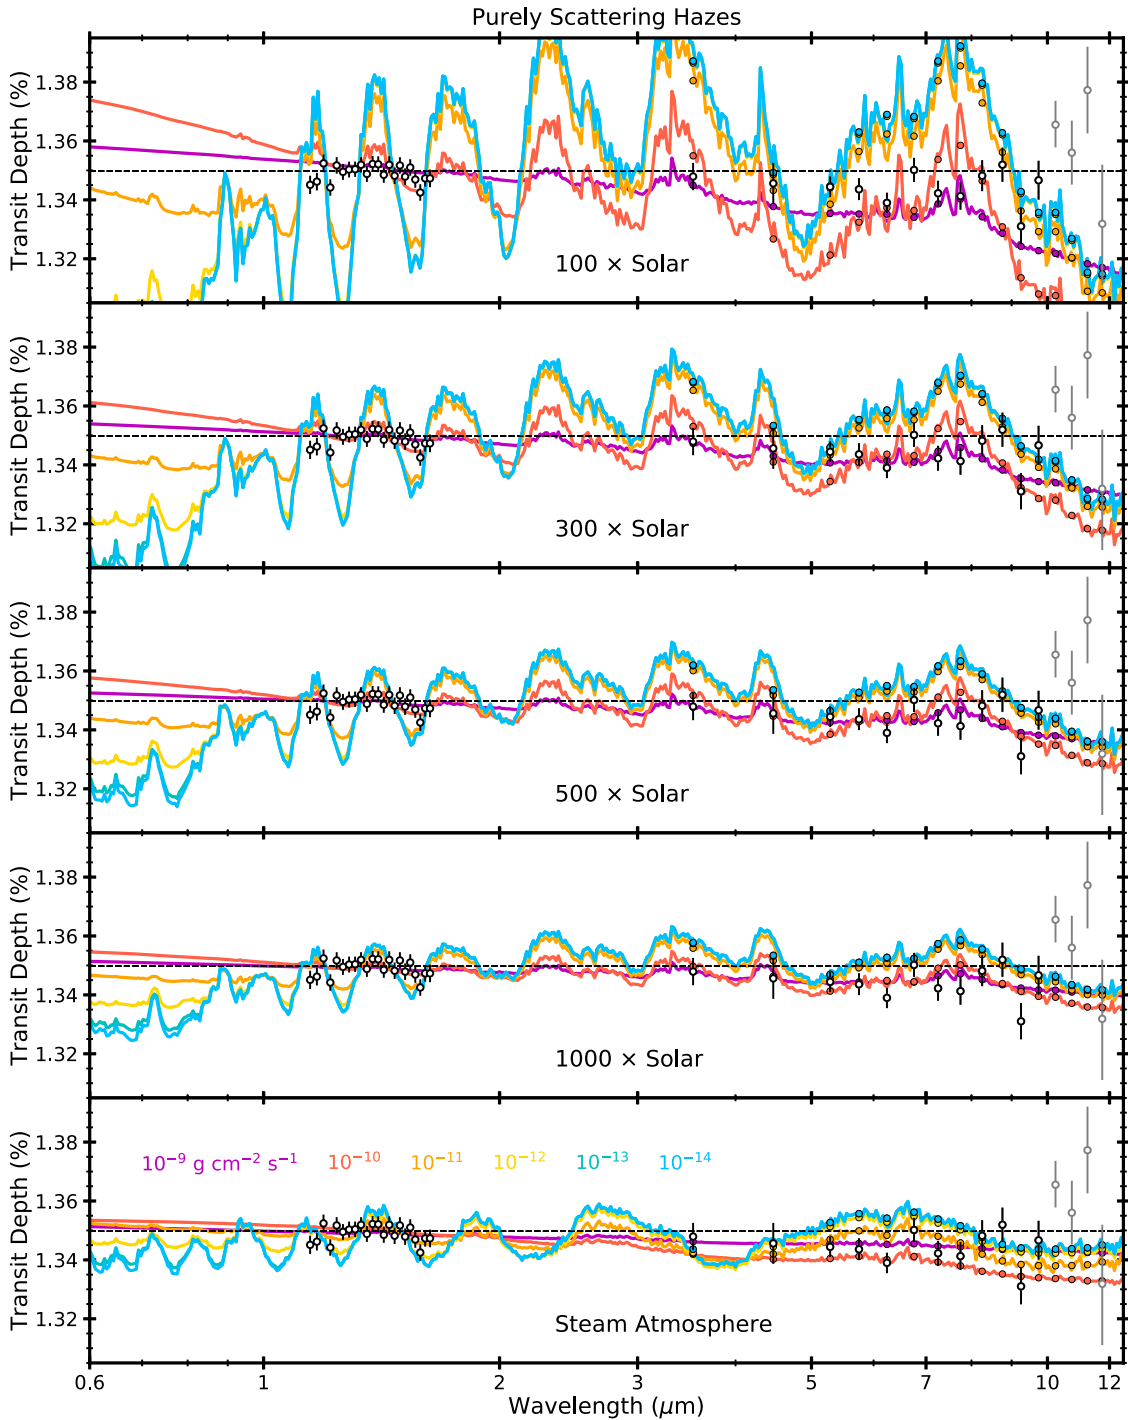 Purely Scattering Hazes
Transit Depth (%)
1.38
1.36
1.34
1.32
100 × Solar
Transit Depth (%)
1.38
1.36
1.34
1.32
300 × Solar
Transit Depth (%)
1.38
1.36
1.34
1.32
500 × Solar
Transit Depth (%)
1.38
1.36
1.34
1.32
1000 × Solar
Transit Depth (%)
1.38
1.36
1.34
1.32
10⁻⁹ g cm⁻² s⁻¹ 10⁻¹⁰ 10⁻¹¹ 10⁻¹² 10⁻¹³ 10⁻¹⁴
Steam Atmosphere
0.6 1 2 3 5 7 10 12
Wavelength (μm)